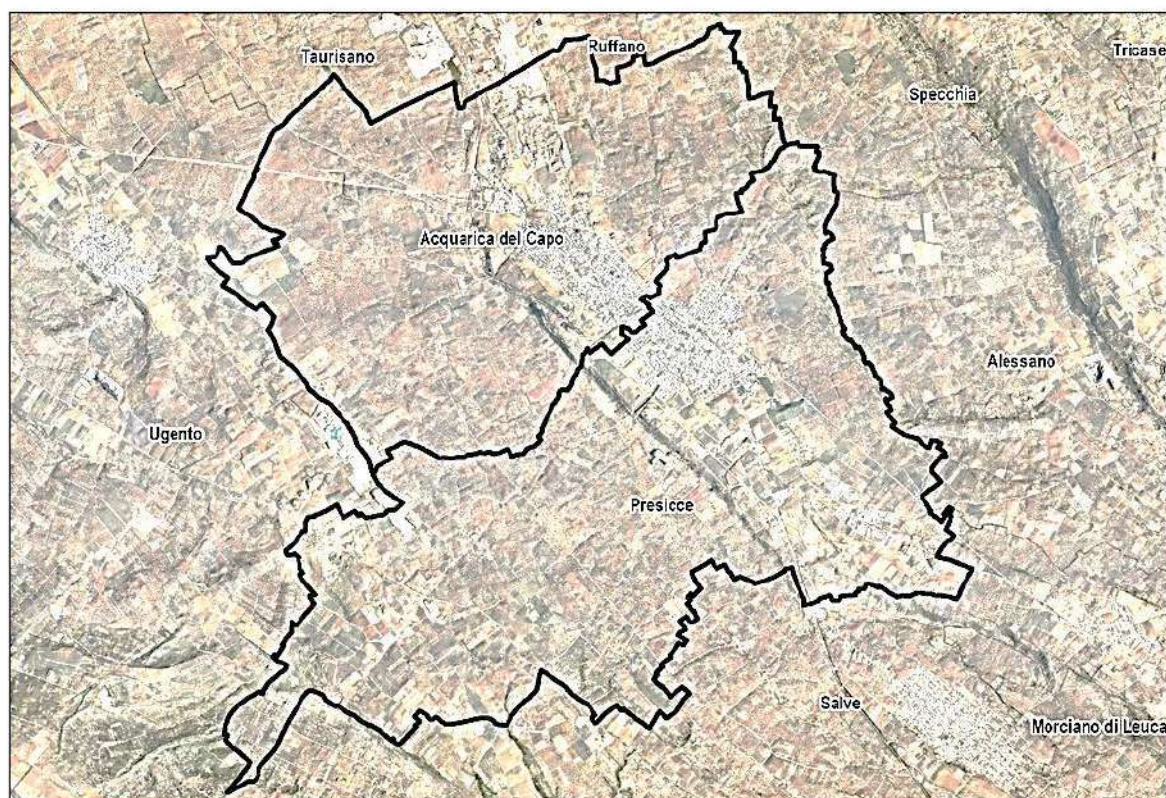 Ruffano
Taurisano
Tricase
Specchia
Acquarica del Capo
Alessano
Ugento
Presicce
Salve
Morciano di Leuca